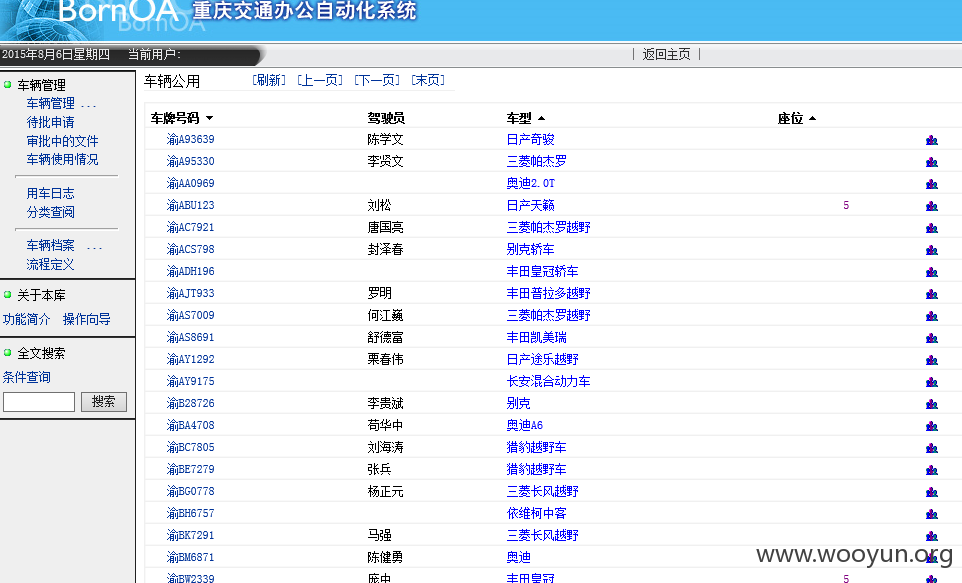 BornOA 重庆交通办公自动化系统
BornOA
2015年8月6日星期四 当前用户: | 返回主页 |
车辆管理
车辆管理 ...
待批申请
审批中的文件
车辆使用情况
用车日志
分类查阅
车辆档案 ...
流程定义
关于本库
功能简介 操作向导
全文搜索
条件查询
搜索
车辆公用 [刷新] [上一页] [下一页] [末页]
车牌号码 驾驶员 车型 座位
渝A93639 陈学文 日产奇骏
渝A95330 李贤文 三菱帕杰罗
渝AA0969 奥迪2.0T
渝ABU123 刘松 日产天籁 5
渝AC7921 唐国亮 三菱帕杰罗越野
渝ACS798 封泽春 别克轿车
渝ADH196 丰田皇冠轿车
渝AJT933 罗明 丰田普拉多越野
渝AS7009 何江巍 三菱帕杰罗越野
渝AS8691 舒德富 丰田凯美瑞
渝AY1292 栗春伟 日产途乐越野
渝AY9175 长安混合动力车
渝B28726 李贵斌 别克
渝BA4708 苟华中 奥迪A6
渝BC7805 刘海涛 猎豹越野车
渝BE7279 张兵 猎豹越野车
渝BG0778 杨正元 三菱长风越野
渝BH6757 依维柯中客
渝BK7291 马强 三菱长风越野
渝BM6871 陈健勇 奥迪
渝BW2339 庞中 丰田皇冠 5
www.wooyun.org